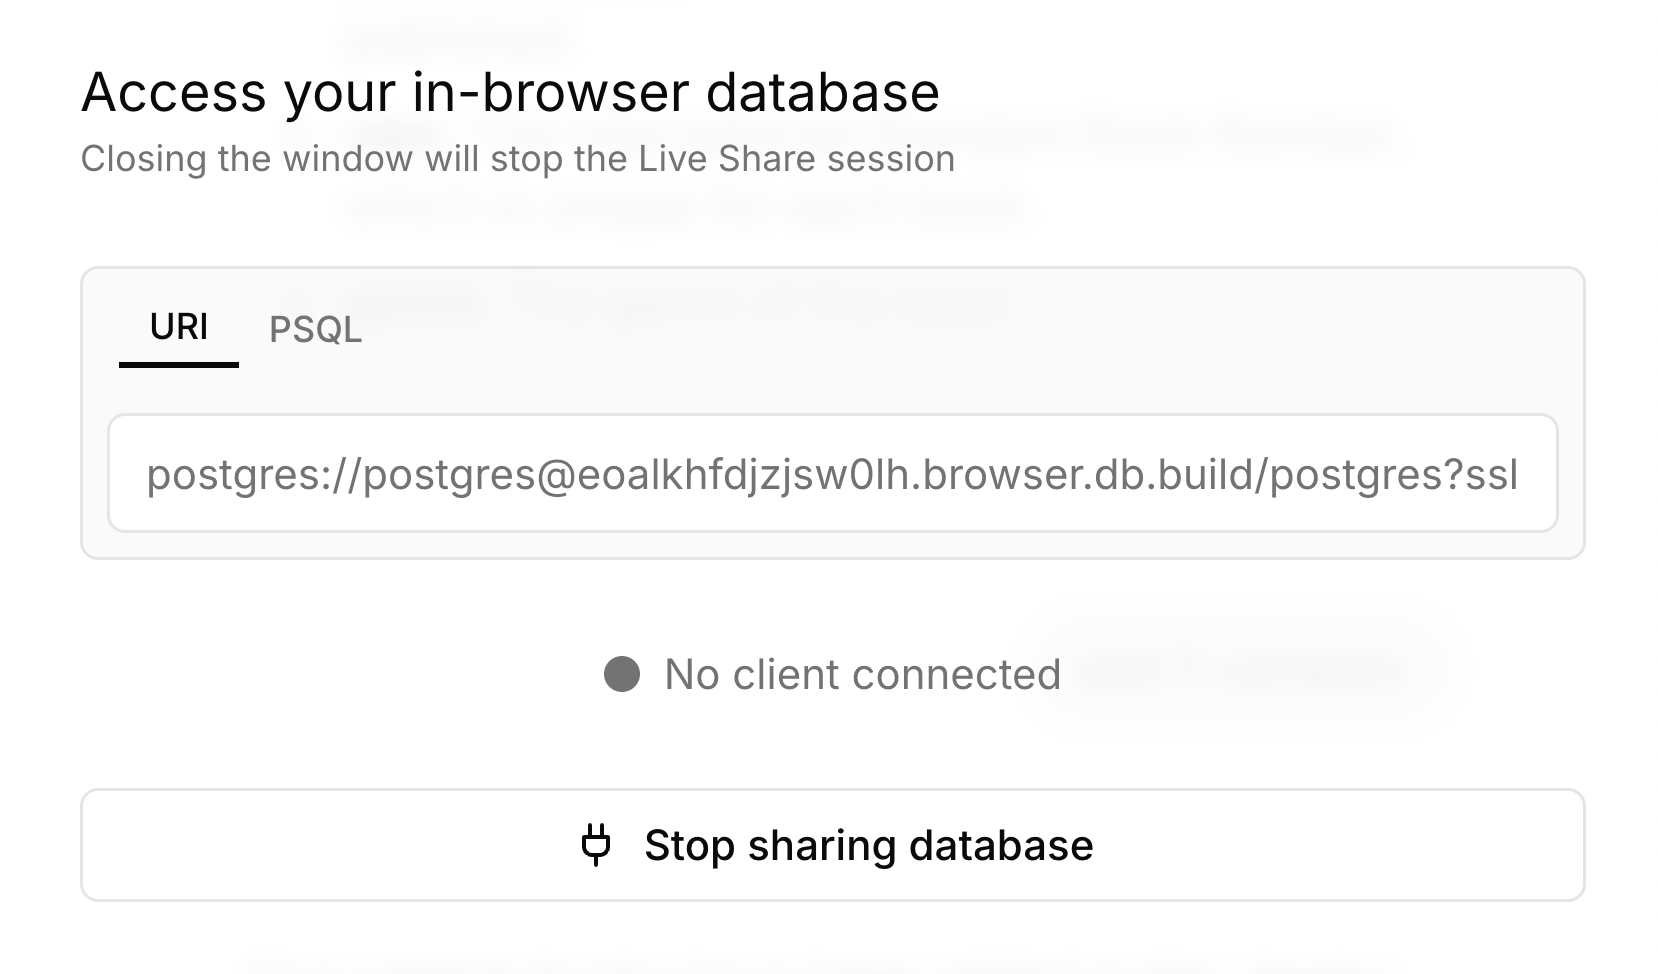 Access your in-browser database
Closing the window will stop the Live Share session
URI PSQL
postgres://postgres@eoalkhfdjzjsw0lh.browser.db.build/postgres?ssl
No client connected
Stop sharing database